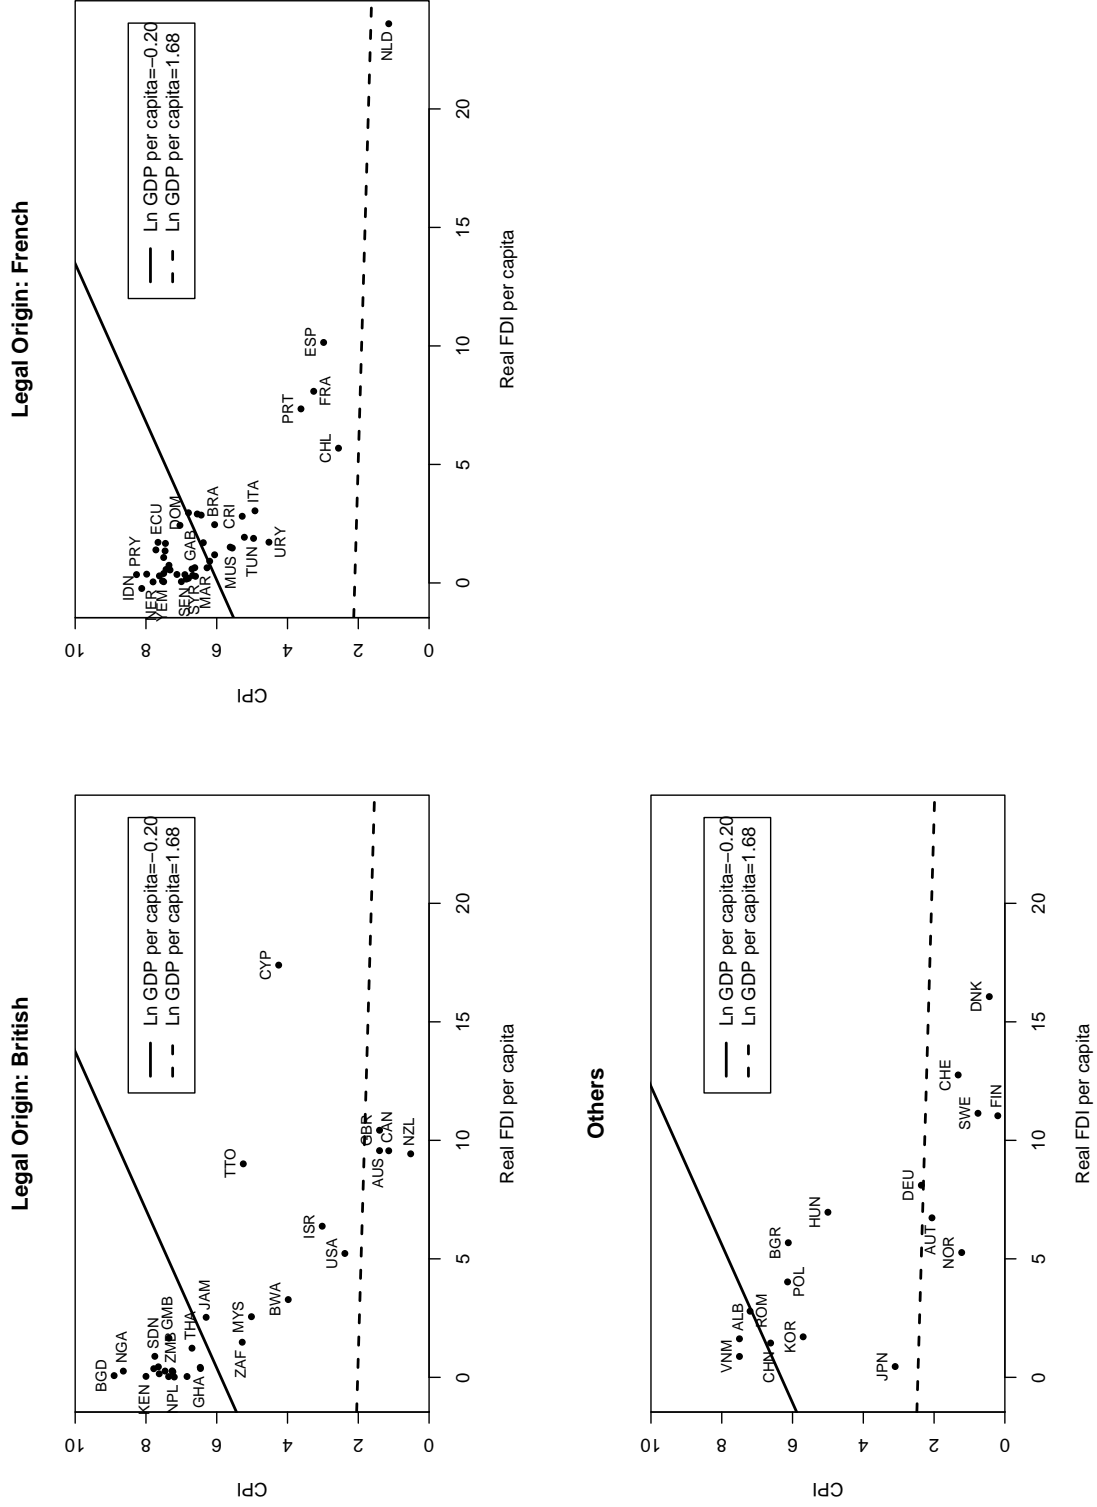 Legal Origin: British
CPI
10
8
6
4
2
0
0
5
10
15
20
Real FDI per capita
Ln GDP per capita=−0.20
Ln GDP per capita=1.68
BGD
NGA
KEN
SDN
GMB
ZMB
NPL
THA
GHA
JAM
ZAF
MYS
BWA
TTO
ISR
USA
CYP
GBR
AUS
CAN
NZL
Legal Origin: French
CPI
10
8
6
4
2
0
0
5
10
15
20
Real FDI per capita
Ln GDP per capita=−0.20
Ln GDP per capita=1.68
IDN
PRY
NER
YEM
ECU
DOM
SEN
SYR
GAB
MAR
BRA
MUS
CRI
TUN
ITA
URY
PRT
CHL
FRA
ESP
NLD
Others
CPI
10
8
6
4
2
0
0
5
10
15
20
Real FDI per capita
Ln GDP per capita=−0.20
Ln GDP per capita=1.68
VNM
ALB
CHN
ROM
KOR
BGR
POL
HUN
JPN
DEU
AUT
NOR
CHE
SWE
FIN
DNK